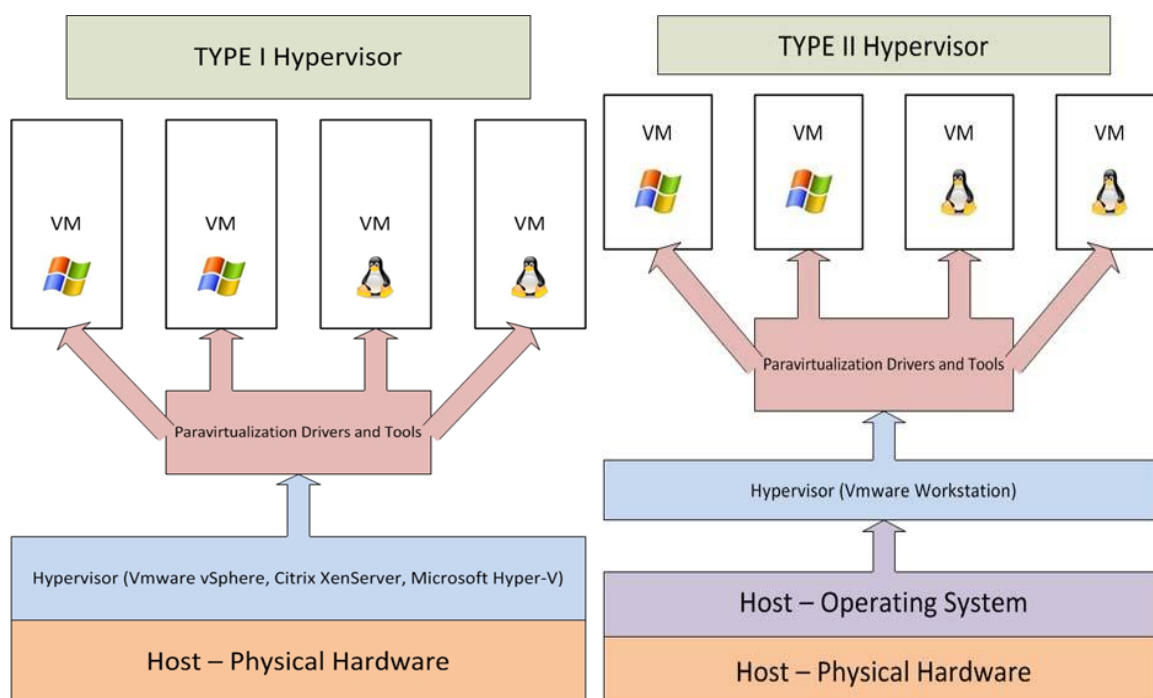 TYPE I Hypervisor
VM
VM
VM
VM
Paravirtualization Drivers and Tools
Hypervisor (Vmware vSphere, Citrix XenServer, Microsoft Hyper-V)
Host – Physical Hardware
TYPE II Hypervisor
VM
VM
VM
VM
Paravirtualization Drivers and Tools
Hypervisor (Vmware Workstation)
Host – Operating System
Host – Physical Hardware